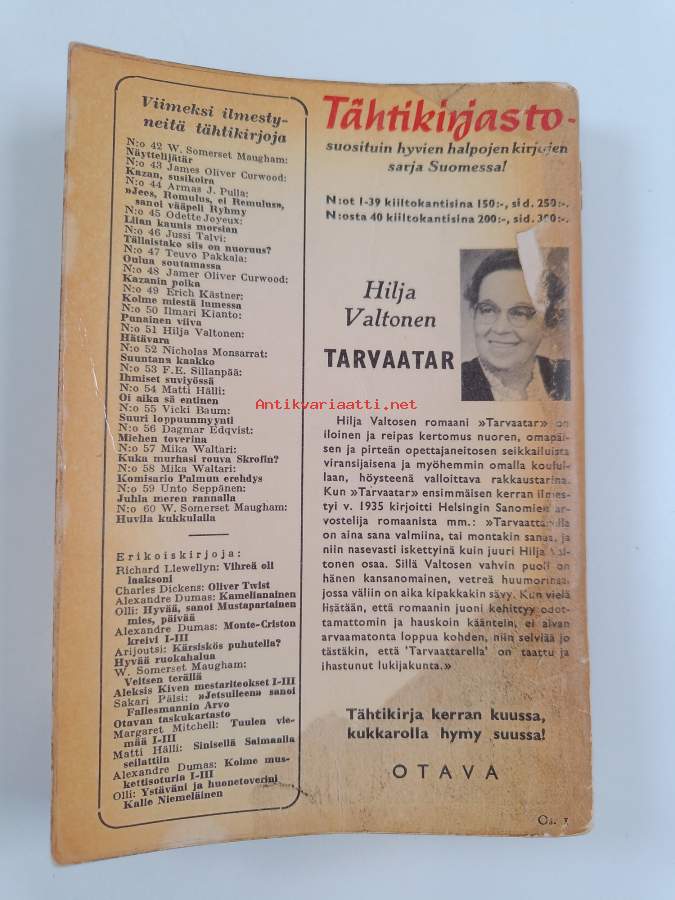 Viimeksi ilmesty-
neitä tähtikirjoja
N:o 42 W. Somerset Maugham:
Näyttelijätär
N:o 43 James Oliver Curwood:
Kazan, susikoira
N:o 44 Armas J. Pulla:
»Jees, Romulus, ei Remulus»,
sanoi vääpeli Ryhmy
N:o 45 Odette Joyeux:
Liian kaunis morsian
N:o 46 Jussi Talvi:
Tällaistako siis on nuoruus?
N:o 47 Teuvo Pakkala:
Oulua soutamassa
N:o 48 Jamer Oliver Curwood:
Kazanin poika
N:o 49 Erich Kästner:
Kolme miestä lumessa
N:o 50 Ilmari Kianto:
Punainen viiva
N:o 51 Hilja Valtonen:
Hätävara
N:o 52 Nicholas Monsarrat:
Suuntana kaakko
N:o 53 F.E. Sillanpää:
Ihmiset suviyössä
N:o 54 Matti Hälli:
Oi aika sä entinen
N:o 55 Vicki Baum:
Suuri loppuunmyynti
N:o 56 Dagmar Edqvist:
Miehen toverina
N:o 57 Mika Waltari:
Kuka murhasi rouva Skrofin?
N:o 58 Mika Waltari:
Komisario Palmun erehdys
N:o 59 Unto Seppänen:
Juhla meren rannalla
N:o 60 W. Somerset Maugham:
Huvila kukkulalla
Erikoiskirjoja:
Richard Llewellyn: Vihreä oli
laaksoni
Charles Dickens: Oliver Twist
Alexandre Dumas: Kamelianainen
Olli: Hyvää, sanoi Mustapartainen
mies, päivää
Alexandre Dumas: Monte-Criston
kreivi I-III
Arijoutsi: Kärsiskös puhutella?
Hyvää ruokahalua
W. Somerset Maugham:
Veitsen terällä
Aleksis Kiven mestariteokset I-III
Sakari Pälsi: »Jetsulleen» sanoi
Fallesmannin Arvo
Otavan taskukartasto
Margaret Mitchell: Tuulen vie-
mää I-III
Matti Hälli: Sinisellä Saimaalla
seilattiin
Alexandre Dumas: Kolme mus-
kettisoturia I-III
Olli: Ystäväni ja huonetoverini
Kalle Niemeläinen
Tähtikirjasto-
suosituin hyvien halpojen kirjojen
sarja Suomessa!
N:ot 1-39 kiiltokantisina 150:-, sid. 250:-.
N:osta 40 kiiltokantisina 200:-, sid. 300:-.
Hilja
Valtonen
TARVAATAR
Antikvariaatti.net
Hilja Valtosen romaani »Tarvaatar» on
iloinen ja reipas kertomus nuoren, omapäi-
sen ja pirteän opettajaneitosen seikkailuista
viransijaisena ja myöhemmin omalla koulul-
laan, höysteenä valloittava rakkaustarina.
Kun »Tarvaatar» ensimmäisen kerran ilmes-
tyi v. 1935 kirjoitti Helsingin Sanomien ar-
vostelija romaanista mm.: »Tarvaattarella
on aina sana valmiina, tai montakin sanaa, ja
niin nasevasti iskettyinä kuin juuri Hilja Val-
tonen osaa. Sillä Valtosen vahvin puoli on
hänen kansanomainen, vetreä huumorinsa,
jossa väliin on aika kipakkakin sävy. Kun vielä
lisätään, että romaanin juoni kehittyy odot-
tamattomin ja hauskoin kääntein, ei aivan
arvaamatonta loppua kohden, niin selviää jo
tästäkin, että 'Tarvaattarella' on taattu ja
ihastunut lukijakunta.»
Tähtikirja kerran kuussa,
kukkarolla hymy suussa!
OTAVA